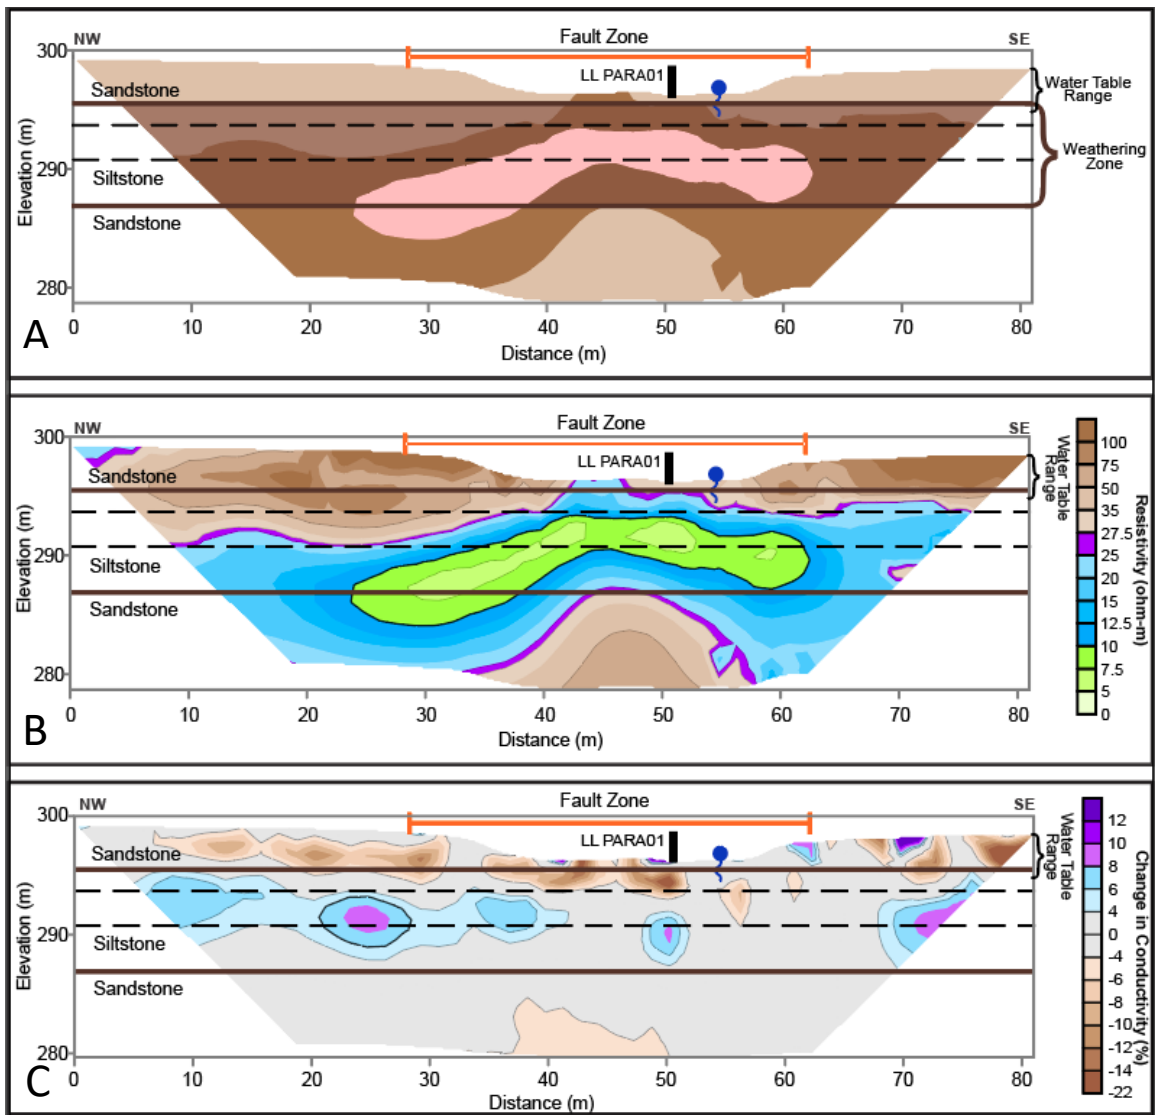 NW
Fault Zone
SE
300
LL PARA01
Sandstone
Water Table
Range
Weathering
Zone
290
Siltstone
Sandstone
280
Elevation (m)
0 10 20 30 40 50 60 70 80
Distance (m)
A
NW
Fault Zone
SE
300
LL PARA01
Sandstone
Water Table
Range
290
Siltstone
Sandstone
280
Elevation (m)
0 10 20 30 40 50 60 70 80
Distance (m)
B
100
75
50
35
27.5
25
20
15
12.5
10
7.5
5
0
Resistivity (ohm-m)
NW
Fault Zone
SE
300
LL PARA01
Sandstone
Water Table
Range
290
Siltstone
Sandstone
280
Elevation (m)
0 10 20 30 40 50 60 70 80
Distance (m)
C
12
10
8
6
4
0
-4
-6
-8
-10
-12
-14
-22
Change in Conductivity (%)